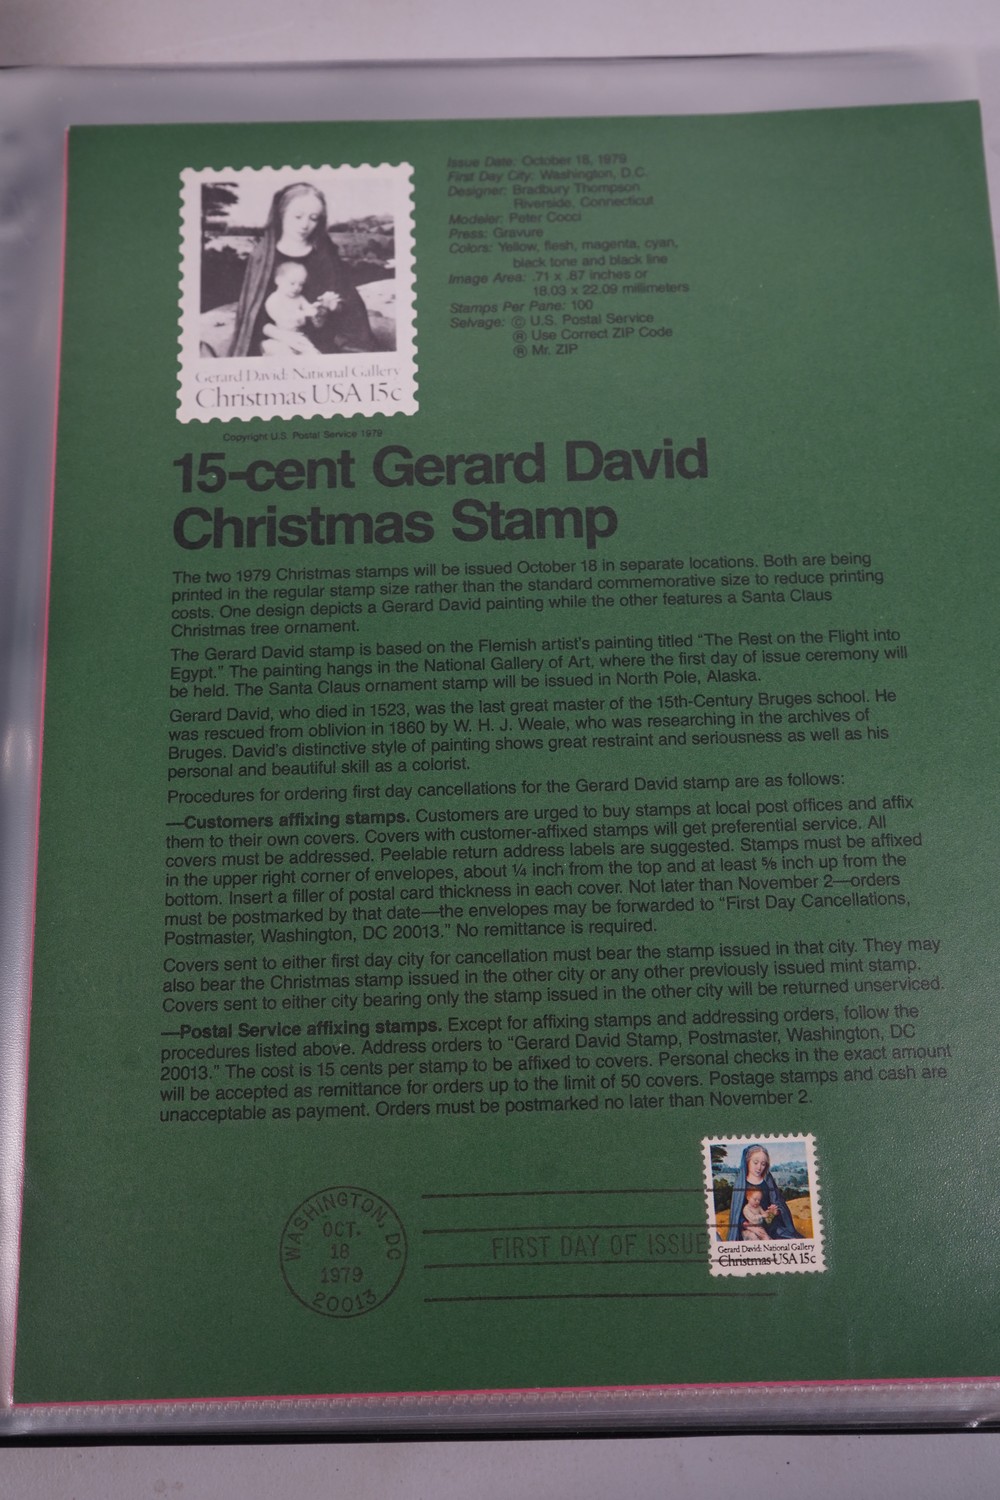 Issue Date: October 18, 1979
First Day City: Washington, D.C.
Designer: Bradbury Thompson
Riverside, Connecticut
Modeler: Peter Cocci
Press: Gravure
Colors: Yellow, flesh, magenta, cyan,
black tone and black line
Image Area: .71 x .87 inches or
18.03 x 22.09 millimeters
Stamps Per Pane: 100
Selvage: © U.S. Postal Service
® Use Correct ZIP Code
® Mr. ZIP
Gerard David: National Gallery
Christmas USA 15c
Copyright U.S. Postal Service 1979
15-cent Gerard David
Christmas Stamp
The two 1979 Christmas stamps will be issued October 18 in separate locations. Both are being
printed in the regular stamp size rather than the standard commemorative size to reduce printing
costs. One design depicts a Gerard David painting while the other features a Santa Claus
Christmas tree ornament.
The Gerard David stamp is based on the Flemish artist's painting titled “The Rest on the Flight into
Egypt.” The painting hangs in the National Gallery of Art, where the first day of issue ceremony will
be held. The Santa Claus ornament stamp will be issued in North Pole, Alaska.
Gerard David, who died in 1523, was the last great master of the 15th-Century Bruges school. He
was rescued from oblivion in 1860 by W. H. J. Weale, who was researching in the archives of
Bruges. David's distinctive style of painting shows great restraint and seriousness as well as his
personal and beautiful skill as a colorist.
Procedures for ordering first day cancellations for the Gerard David stamp are as follows:
—Customers affixing stamps. Customers are urged to buy stamps at local post offices and affix
them to their own covers. Covers with customer-affixed stamps will get preferential service. All
covers must be addressed. Peelable return address labels are suggested. Stamps must be affixed
in the upper right corner of envelopes, about ¼ inch from the top and at least ⅝ inch up from the
bottom. Insert a filler of postal card thickness in each cover. Not later than November 2—orders
must be postmarked by that date—the envelopes may be forwarded to “First Day Cancellations,
Postmaster, Washington, DC 20013.” No remittance is required.
Covers sent to either first day city for cancellation must bear the stamp issued in that city. They may
also bear the Christmas stamp issued in the other city or any other previously issued mint stamp.
Covers sent to either city bearing only the stamp issued in the other city will be returned unserviced.
—Postal Service affixing stamps. Except for affixing stamps and addressing orders, follow the
procedures listed above. Address orders to “Gerard David Stamp, Postmaster, Washington, DC
20013.” The cost is 15 cents per stamp to be affixed to covers. Personal checks in the exact amount
will be accepted as remittance for orders up to the limit of 50 covers. Postage stamps and cash are
unacceptable as payment. Orders must be postmarked no later than November 2.
WASHINGTON, DC
OCT.
18
1979
20013
FIRST DAY OF ISSUE
Gerard David: National Gallery
Christmas USA 15c